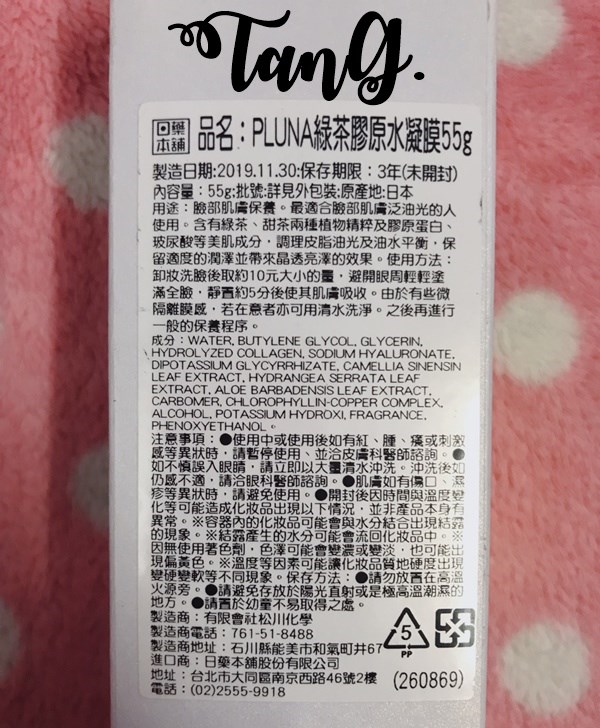 TanG.
日藥
本舖
品名：PLUNA綠茶膠原水凝膜55g
製造日期:2019.11.30:保存期限：3年(未開封)
內容量：55g;批號:詳見外包裝;原產地:日本
用途：臉部肌膚保養。最適合臉部肌膚泛油光的人
使用。含有綠茶、甜茶兩種植物精粹及膠原蛋白、
玻尿酸等美肌成分，調理皮脂油光及油水平衡，保
留適度的潤澤並帶來晶透亮澤的效果。使用方法：
卸妝洗臉後取約10元大小的量，避開眼周輕輕塗
滿全臉，靜置約5分後使其肌膚吸收。由於有些微
隔離膜感，若在意者亦可用清水洗淨。之後再進行
一般的保養程序。
成分：WATER, BUTYLENE GLYCOL, GLYCERIN,
HYDROLYZED COLLAGEN, SODIUM HYALURONATE,
DIPOTASSIUM GLYCYRRHIZATE, CAMELLIA SINENSIN
LEAF EXTRACT, HYDRANGEA SERRATA LEAF
EXTRACT, ALOE BARBADENSIS LEAF EXTRACT,
CARBOMER, CHLOROPHYLLIN-COPPER COMPLEX,
ALCOHOL, POTASSIUM HYDROXI, FRAGRANCE,
PHENOXYETHANOL。
注意事項：●使用中或使用後如有紅、腫、癢或刺激
感等異狀時，請暫停使用、並洽皮膚科醫師諮詢。●
如不慎誤入眼睛，請立即以大量清水沖洗。沖洗後如
仍感不適，請洽眼科醫師諮詢。●肌膚如有傷口、濕
疹等異狀時，請避免使用。●開封後因時間與溫度變
化等可能造成化妝品出現以下情況，並非產品本身有
異常。※容器內的化妝品可能會與水分結合出現結露
的現象。※結露產生的水分可能會流回化妝品中。※
因無使用著色劑，色澤可能會變濃或變淡，也可能出
現偏黃色。※溫度等因素可能讓化妝品質地硬度出現
變硬變軟等不同現象。保存方法：●請勿放置在高溫
火源旁。●請避免存放於陽光直射或是極高溫潮濕的
地方。●請置於幼童不易取得之處。
製造商：有限會社松川化學
製造商電話：761-51-8488
製造商地址：石川縣能美市和氣町井67
進口商：日藥本舖股份有限公司
地址：台北市大同區南京西路46號2樓
電話：(02)2555-9918
5
PP
(260869)